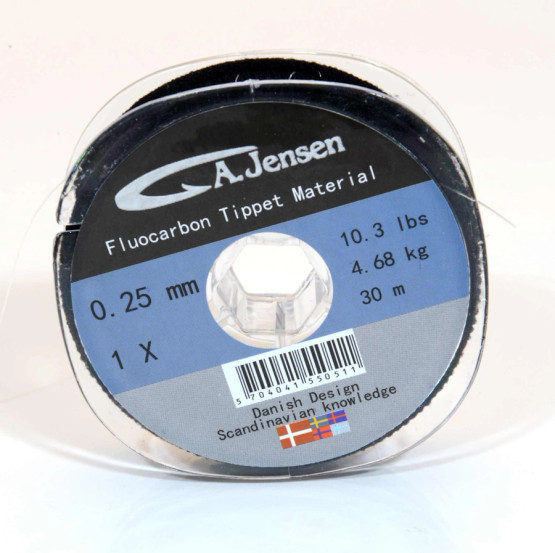 A.Jensen
Fluocarbon Tippet Material
0.25 mm
1 X
10.3 lbs
4.68 kg
30 m
5 704041 550511
Danish Design
Scandinavian knowledge